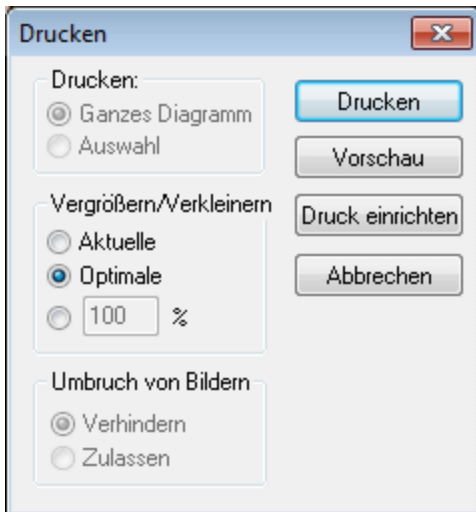 Drucken
Drucken:
Ganzes Diagramm
Auswahl
Vergrößern/Verkleinern
Aktuelle
Optimale
100 %
Umbruch von Bildern
Verhindern
Zulassen
Drucken
Vorschau
Druck einrichten
Abbrechen